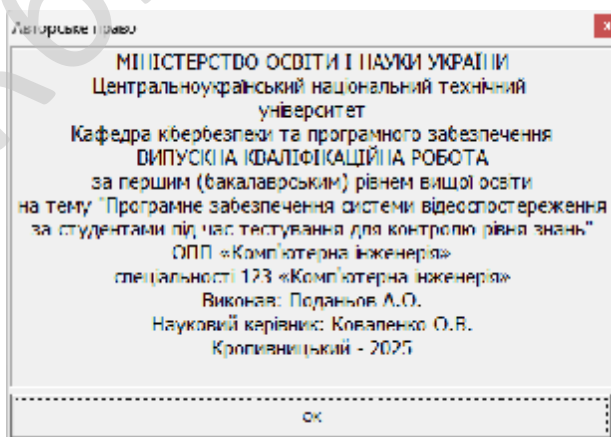 Авторське право
МІНІСТЕРСТВО ОСВІТИ І НАУКИ УКРАЇНИ
Центральноукраїнський національний технічний
університет
Кафедра кібербезпеки та програмного забезпечення
ВИПУСКНА КВАЛІФІКАЦІЙНА РОБОТА
за першим (бакалаврським) рівнем вищої освіти
на тему "Програмне забезпечення системи відеоспостереження
за студентами під час тестування для контролю рівня знань"
ОПП «Комп'ютерна інженерія»
спеціальності 123 «Комп'ютерна інженерія»
Виконав: А.О.
Науковий керівник: Коваленко О.В.
Кропивницький - 2025
ОК